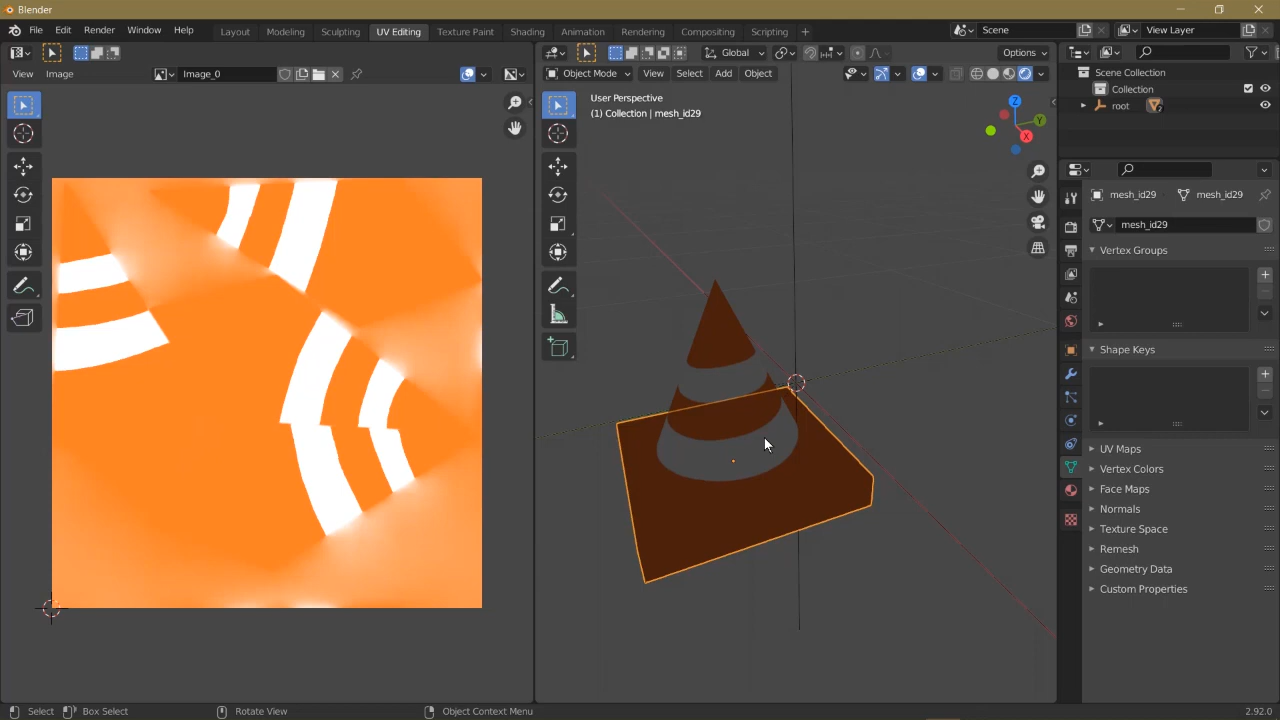 Blender
File Edit Render Window Help Layout Modeling Sculpting UV Editing Texture Paint Shading Animation Rendering Compositing Scripting + Scene View Layer
Global Options
View Image Image_0 Object Mode View Select Add Object
Scene Collection
Collection
root
User Perspective
(1) Collection | mesh_id29
Z
Y
X
mesh_id29 mesh_id29
mesh_id29
Vertex Groups
Shape Keys
UV Maps
Vertex Colors
Face Maps
Normals
Texture Space
Remesh
Geometry Data
Custom Properties
Select Box Select Rotate View Object Context Menu 2.92.0